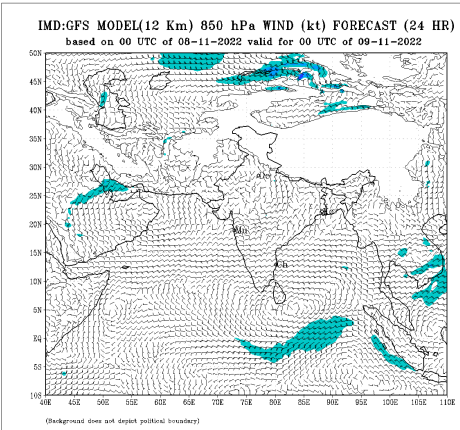 IMD:GFS MODEL(12 Km) 850 hPa WIND (kt) FORECAST (24 HR)
based on 00 UTC of 08-11-2022 valid for 00 UTC of 09-11-2022
50N
45N
40N
35N
30N
25N
20N
15N
10N
5N
EQ
5S
10S
Mm
Ch
40E 45E 50E 55E 60E 65E 70E 75E 80E 85E 90E 95E 100E 105E 110E
(Background does not depict political boundary)